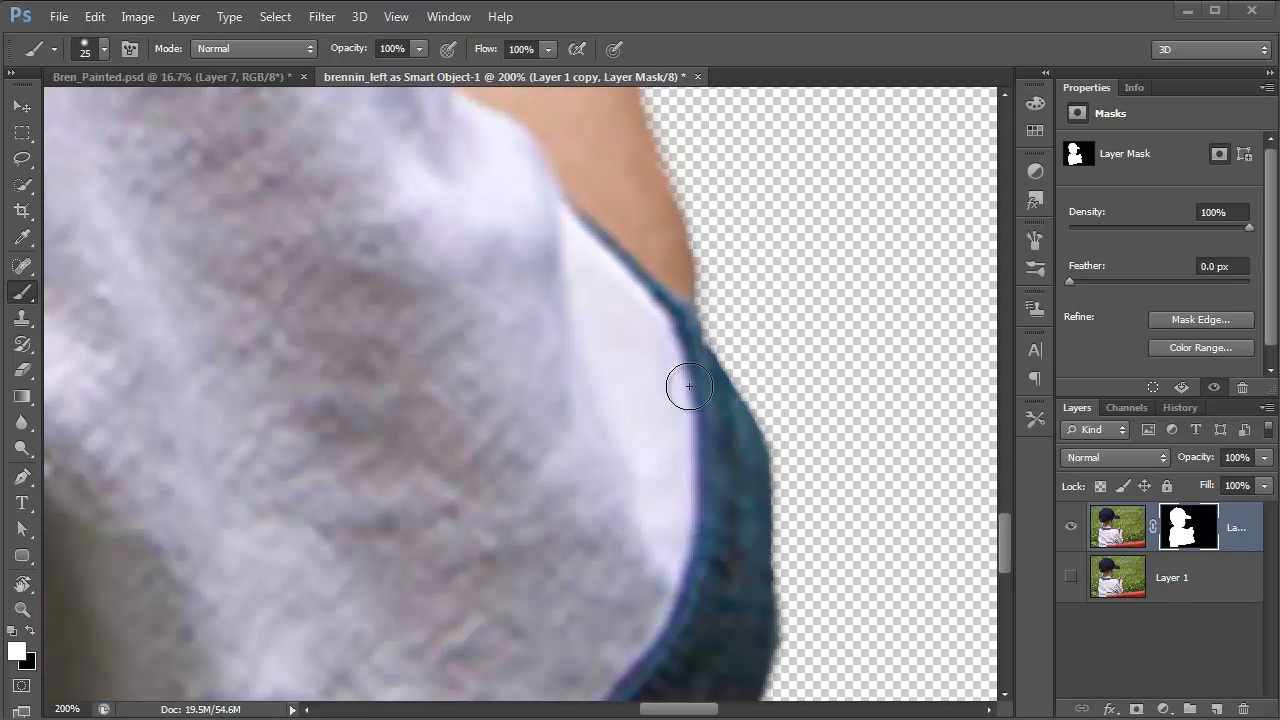 Ps File Edit Image Layer Type Select Filter 3D View Window Help
25 Mode: Normal Opacity: 100% Flow: 100% 3D
Bren_Painted.psd @ 16.7% (Layer 7, RGB/8*) * × brennin_left as Smart Object-1 @ 200% (Layer 1 copy, Layer Mask/8) * ×
Properties Info
Masks
Layer Mask
Density: 100%
Feather: 0.0 px
Refine: Mask Edge...
Color Range...
Layers Channels History
Kind
Normal Opacity: 100%
Lock: Fill: 100%
La...
Layer 1
200% Doc: 19.5M/54.6M